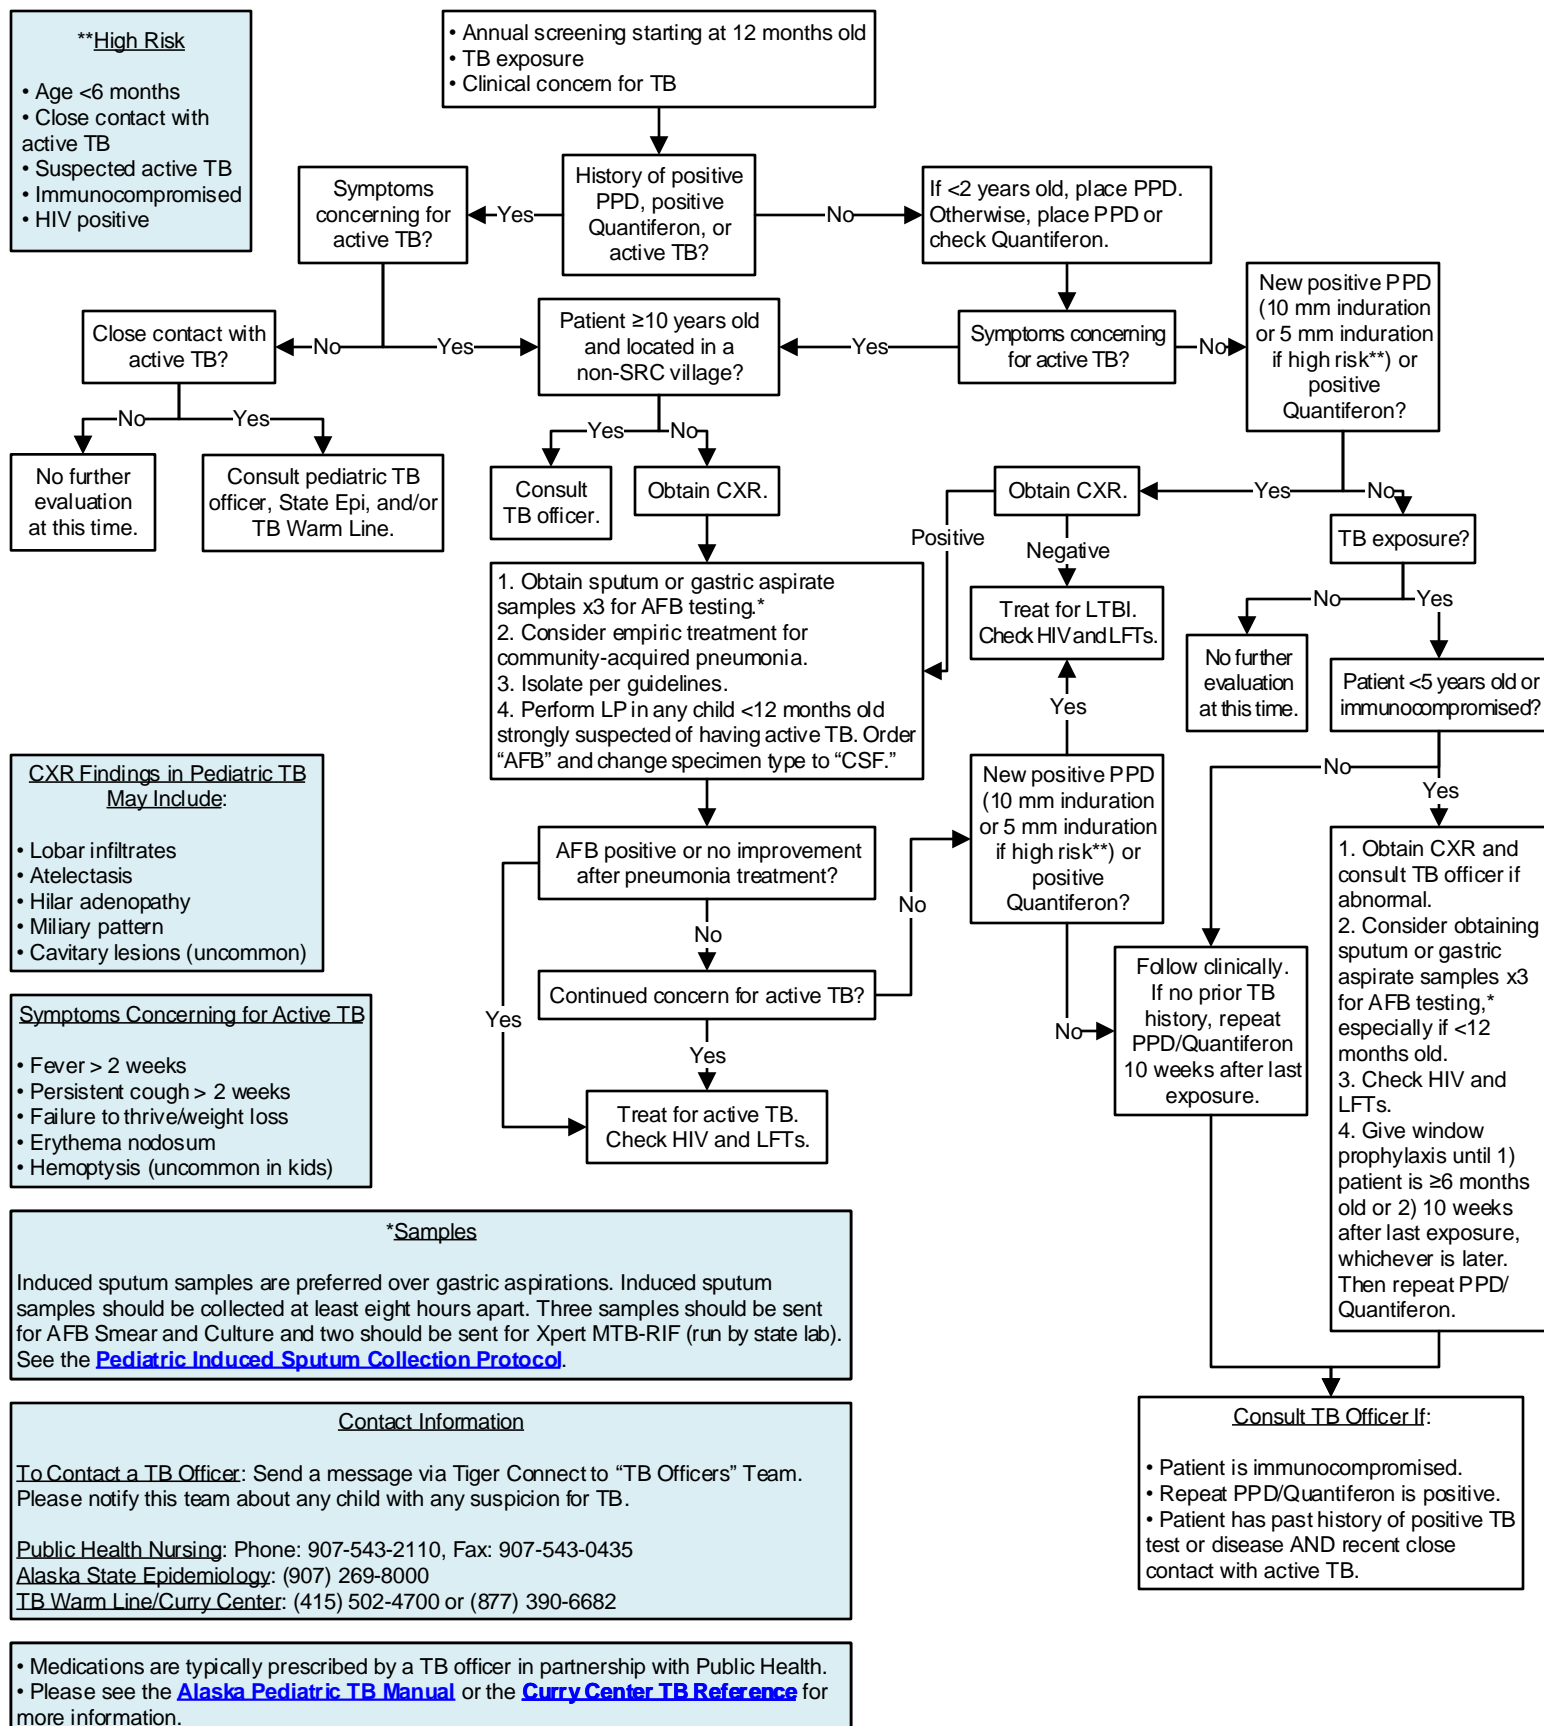 **High Risk
• Age <6 months
• Close contact with
active TB
• Suspected active TB
• Immunocompromised
• HIV positive
• Annual screening starting at 12 months old
• TB exposure
• Clinical concern for TB
Symptoms
concerning for
active TB?
Yes
History of positive
PPD, positive
Quantiferon, or
active TB?
No
If <2 years old, place PPD.
Otherwise, place PPD or
check Quantiferon.
Close contact with
active TB?
No
Yes
Patient ≥10 years old
and located in a
non-SRC village?
Yes
Symptoms concerning
for active TB?
No
New positive PPD
(10 mm induration
or 5 mm induration
if high risk**) or
positive
Quantiferon?
No
Yes
Yes
No
No further
evaluation
at this time.
Consult pediatric TB
officer, State Epi, and/or
TB Warm Line.
Consult
TB officer.
Obtain CXR.
Obtain CXR.
Yes
No
Positive
Negative
TB exposure?
1. Obtain sputum or gastric aspirate
samples x3 for AFB testing.*
2. Consider empiric treatment for
community-acquired pneumonia.
3. Isolate per guidelines.
4. Perform LP in any child <12 months old
strongly suspected of having active TB. Order
“AFB” and change specimen type to “CSF.”
Treat for LTBI.
Check HIV and LFTs.
No
Yes
No further
evaluation
at this time.
Patient <5 years old or
immunocompromised?
Yes
No
Yes
CXR Findings in Pediatric TB
May Include:
• Lobar infiltrates
• Atelectasis
• Hilar adenopathy
• Miliary pattern
• Cavitary lesions (uncommon)
AFB positive or no improvement
after pneumonia treatment?
No
Yes
New positive PPD
(10 mm induration
or 5 mm induration
if high risk**) or
positive
Quantiferon?
No
No
Continued concern for active TB?
Yes
Treat for active TB.
Check HIV and LFTs.
Follow clinically.
If no prior TB
history, repeat
PPD/Quantiferon
10 weeks after last
exposure.
1. Obtain CXR and
consult TB officer if
abnormal.
2. Consider obtaining
sputum or gastric
aspirate samples x3
for AFB testing,*
especially if <12
months old.
3. Check HIV and
LFTs.
4. Give window
prophylaxis until 1)
patient is ≥6 months
old or 2) 10 weeks
after last exposure,
whichever is later.
Then repeat PPD/
Quantiferon.
Symptoms Concerning for Active TB
• Fever > 2 weeks
• Persistent cough > 2 weeks
• Failure to thrive/weight loss
• Erythema nodosum
• Hemoptysis (uncommon in kids)
*Samples
Induced sputum samples are preferred over gastric aspirations. Induced sputum
samples should be collected at least eight hours apart. Three samples should be sent
for AFB Smear and Culture and two should be sent for Xpert MTB-RIF (run by state lab).
See the Pediatric Induced Sputum Collection Protocol.
Contact Information
To Contact a TB Officer: Send a message via Tiger Connect to “TB Officers” Team.
Please notify this team about any child with any suspicion for TB.
Public Health Nursing: Phone: 907-543-2110, Fax: 907-543-0435
Alaska State Epidemiology: (907) 269-8000
TB Warm Line/Curry Center: (415) 502-4700 or (877) 390-6682
Consult TB Officer If:
• Patient is immunocompromised.
• Repeat PPD/Quantiferon is positive.
• Patient has past history of positive TB
test or disease AND recent close
contact with active TB.
• Medications are typically prescribed by a TB officer in partnership with Public Health.
• Please see the Alaska Pediatric TB Manual or the Curry Center TB Reference for
more information.